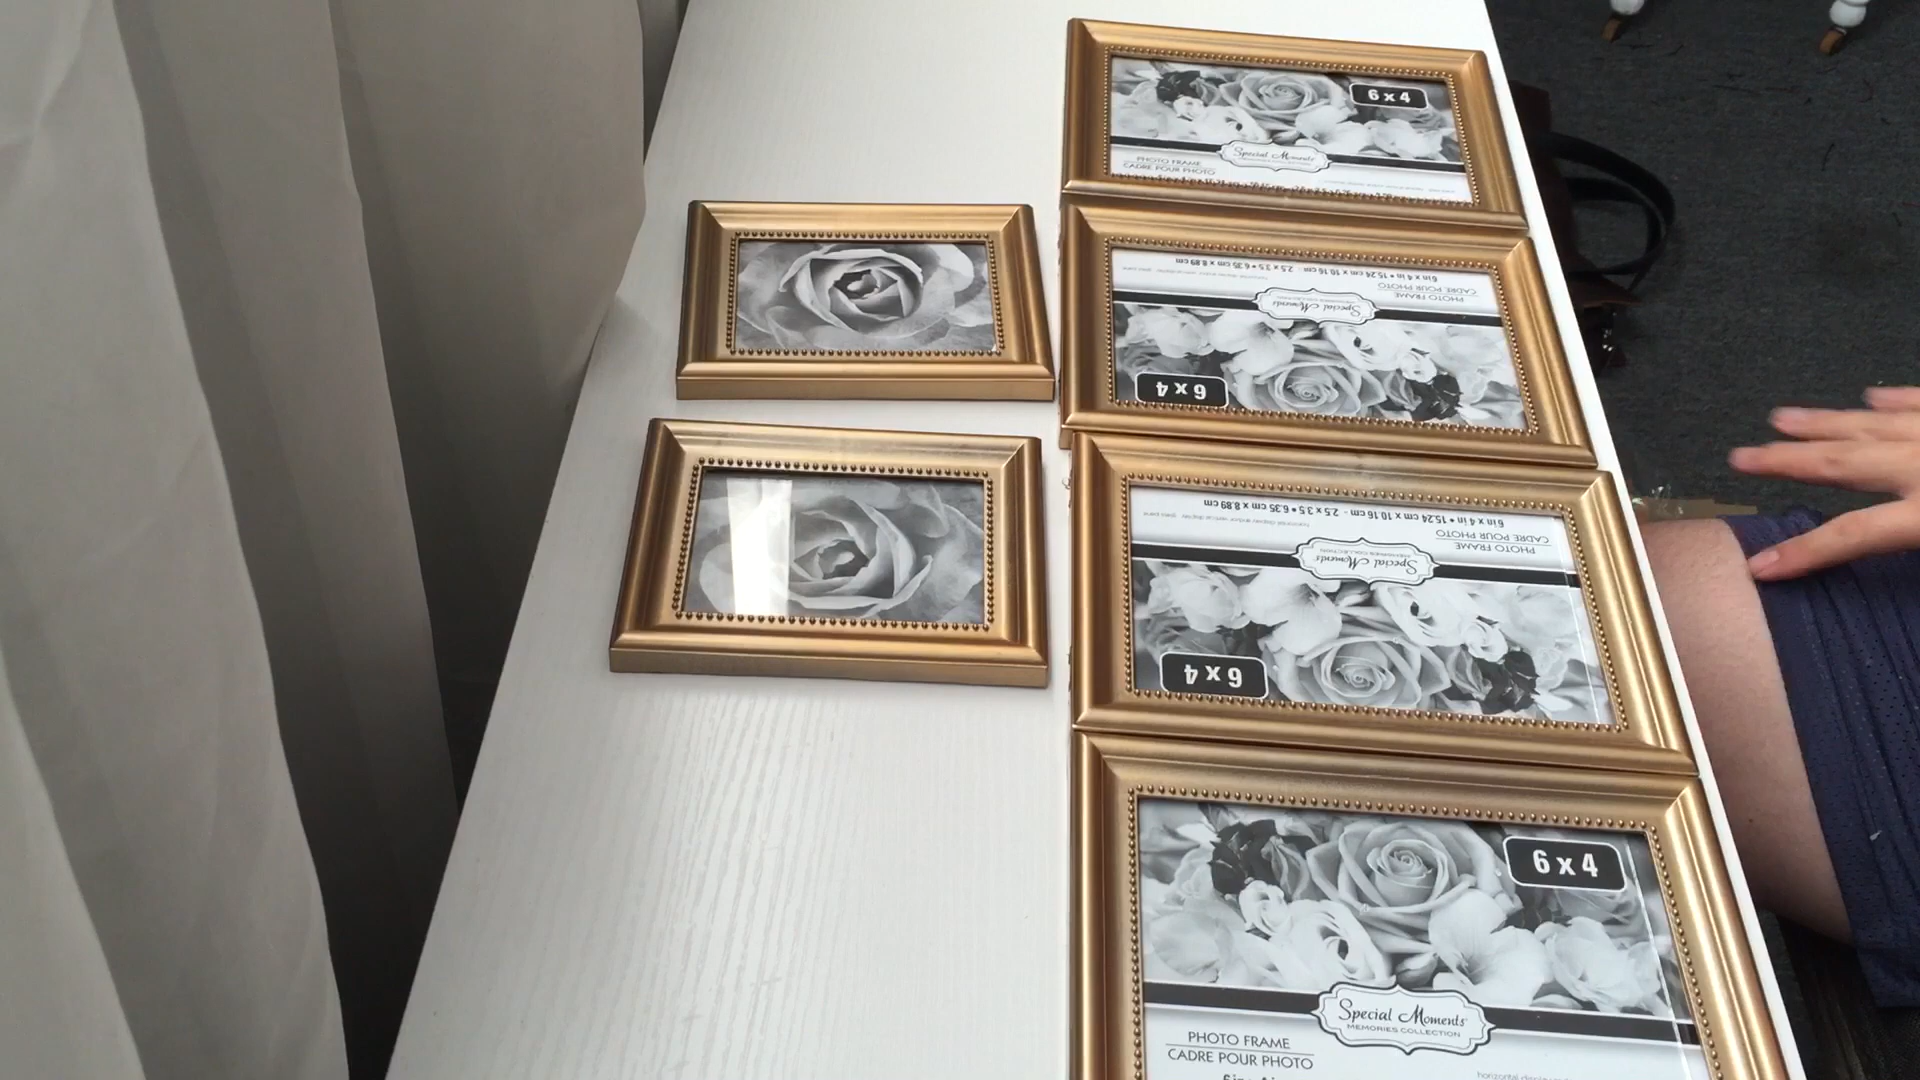 6 x 4
Special Moments
PHOTO FRAME
CADRE POUR PHOTO
6 in x 4 in • 15.24 cm x 10.16 cm - 2.5 x 3.5 • 6.35 cm x 8.89 cm
PHOTO FRAME
CADRE POUR PHOTO
Special Moments
6 x 4
6 in x 4 in • 15.24 cm x 10.16 cm - 2.5 x 3.5 • 6.35 cm x 8.89 cm
PHOTO FRAME
CADRE POUR PHOTO
Special Moments
MEMORIES COLLECTION
6 x 4
6 x 4
Special Moments
MEMORIES COLLECTION
PHOTO FRAME
CADRE POUR PHOTO